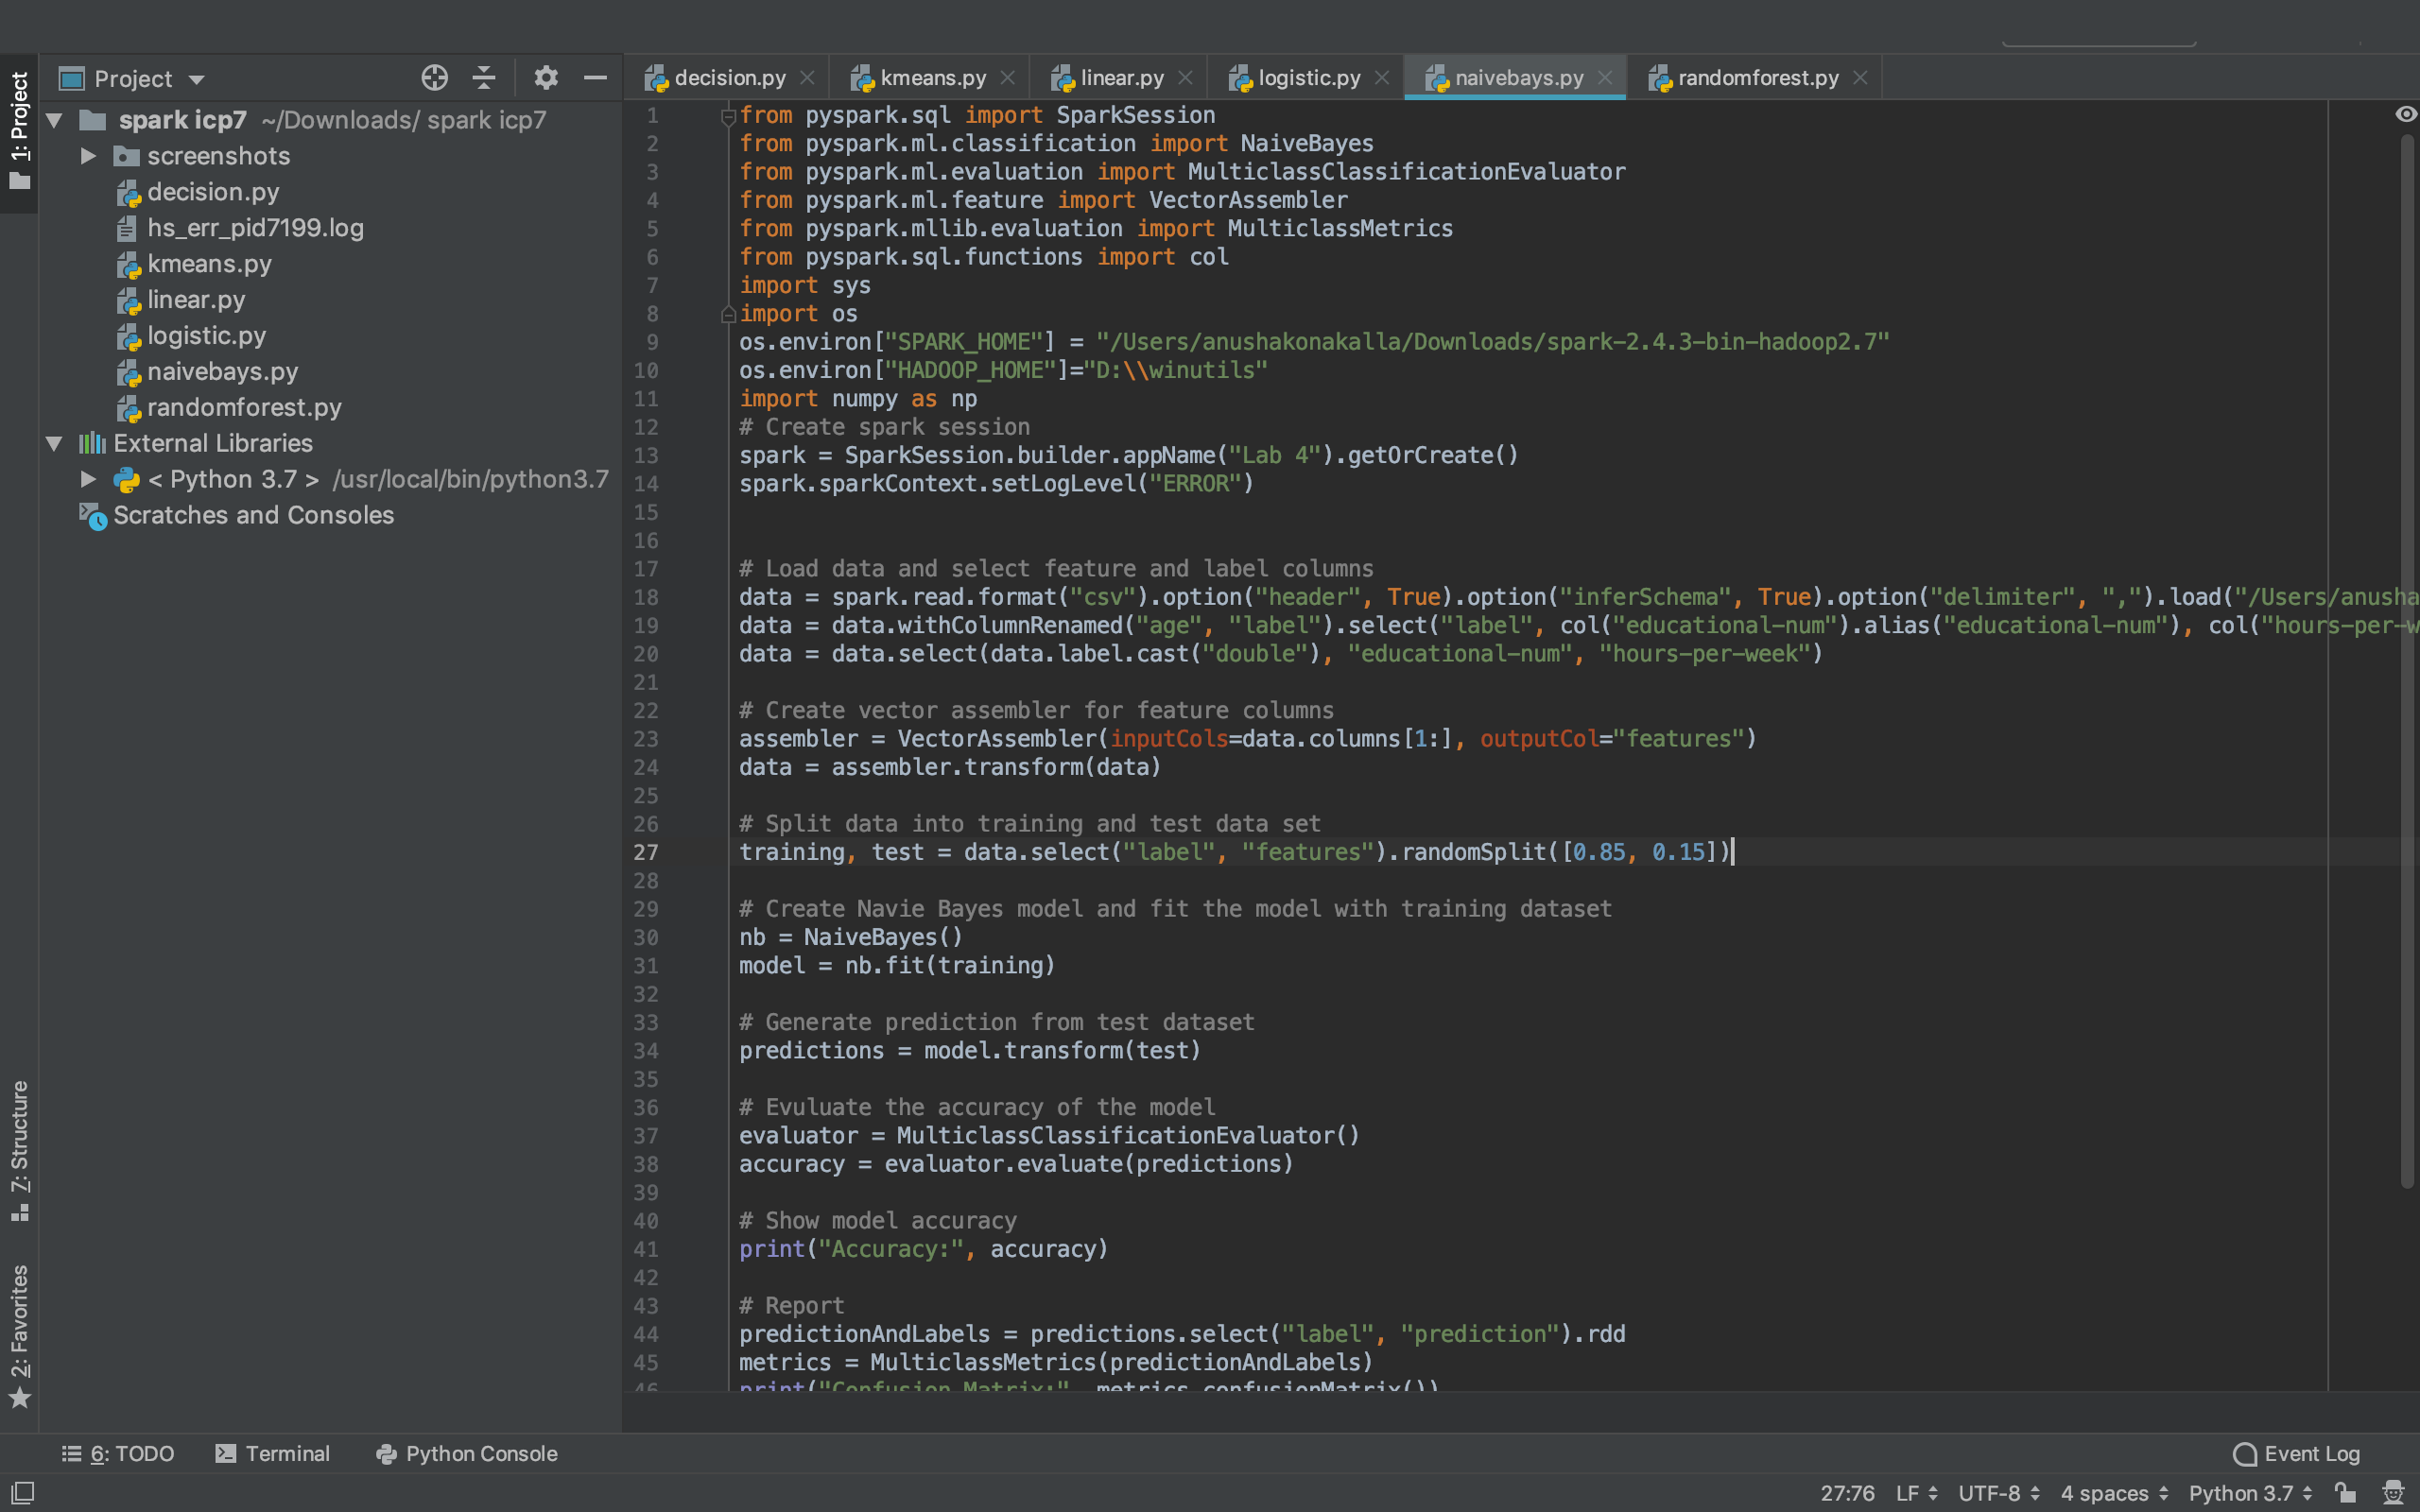 Project
decision.py
kmeans.py
linear.py
logistic.py
naivebays.py
randomforest.py
1: Project
spark icp7 ~/Downloads/ spark icp7
screenshots
decision.py
hs_err_pid7199.log
kmeans.py
linear.py
logistic.py
naivebays.py
randomforest.py
External Libraries
< Python 3.7 > /usr/local/bin/python3.7
Scratches and Consoles
7: Structure
2: Favorites
1 from pyspark.sql import SparkSession
2 from pyspark.ml.classification import NaiveBayes
3 from pyspark.ml.evaluation import MulticlassClassificationEvaluator
4 from pyspark.ml.feature import VectorAssembler
5 from pyspark.mllib.evaluation import MulticlassMetrics
6 from pyspark.sql.functions import col
7 import sys
8 import os
9 os.environ["SPARK_HOME"] = "/Users/anushakonakalla/Downloads/spark-2.4.3-bin-hadoop2.7"
10 os.environ["HADOOP_HOME"]="D:\\winutils"
11 import numpy as np
12 # Create spark session
13 spark = SparkSession.builder.appName("Lab 4").getOrCreate()
14 spark.sparkContext.setLogLevel("ERROR")
15
16
17 # Load data and select feature and label columns
18 data = spark.read.format("csv").option("header", True).option("inferSchema", True).option("delimiter", ",").load("/Users/anusha
19 data = data.withColumnRenamed("age", "label").select("label", col("educational-num").alias("educational-num"), col("hours-per-w
20 data = data.select(data.label.cast("double"), "educational-num", "hours-per-week")
21
22 # Create vector assembler for feature columns
23 assembler = VectorAssembler(inputCols=data.columns[1:], outputCol="features")
24 data = assembler.transform(data)
25
26 # Split data into training and test data set
27 training, test = data.select("label", "features").randomSplit([0.85, 0.15])
28
29 # Create Navie Bayes model and fit the model with training dataset
30 nb = NaiveBayes()
31 model = nb.fit(training)
32
33 # Generate prediction from test dataset
34 predictions = model.transform(test)
35
36 # Evuluate the accuracy of the model
37 evaluator = MulticlassClassificationEvaluator()
38 accuracy = evaluator.evaluate(predictions)
39
40 # Show model accuracy
41 print("Accuracy:", accuracy)
42
43 # Report
44 predictionAndLabels = predictions.select("label", "prediction").rdd
45 metrics = MulticlassMetrics(predictionAndLabels)
46 print("Confusion Matrix:", metrics.confusionMatrix())
6: TODO
Terminal
Python Console
Event Log
27:76 LF UTF-8 4 spaces Python 3.7